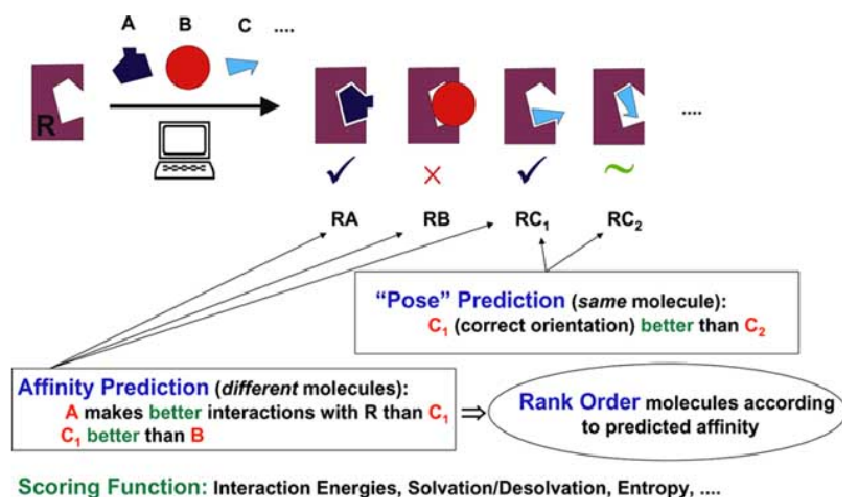 A B C ....
R
....
RA RB RC₁ RC₂
"Pose" Prediction (same molecule):
C₁ (correct orientation) better than C₂
Affinity Prediction (different molecules):
A makes better interactions with R than C₁
C₁ better than B
⇒
Rank Order molecules according
to predicted affinity
Scoring Function: Interaction Energies, Solvation/Desolvation, Entropy, ....